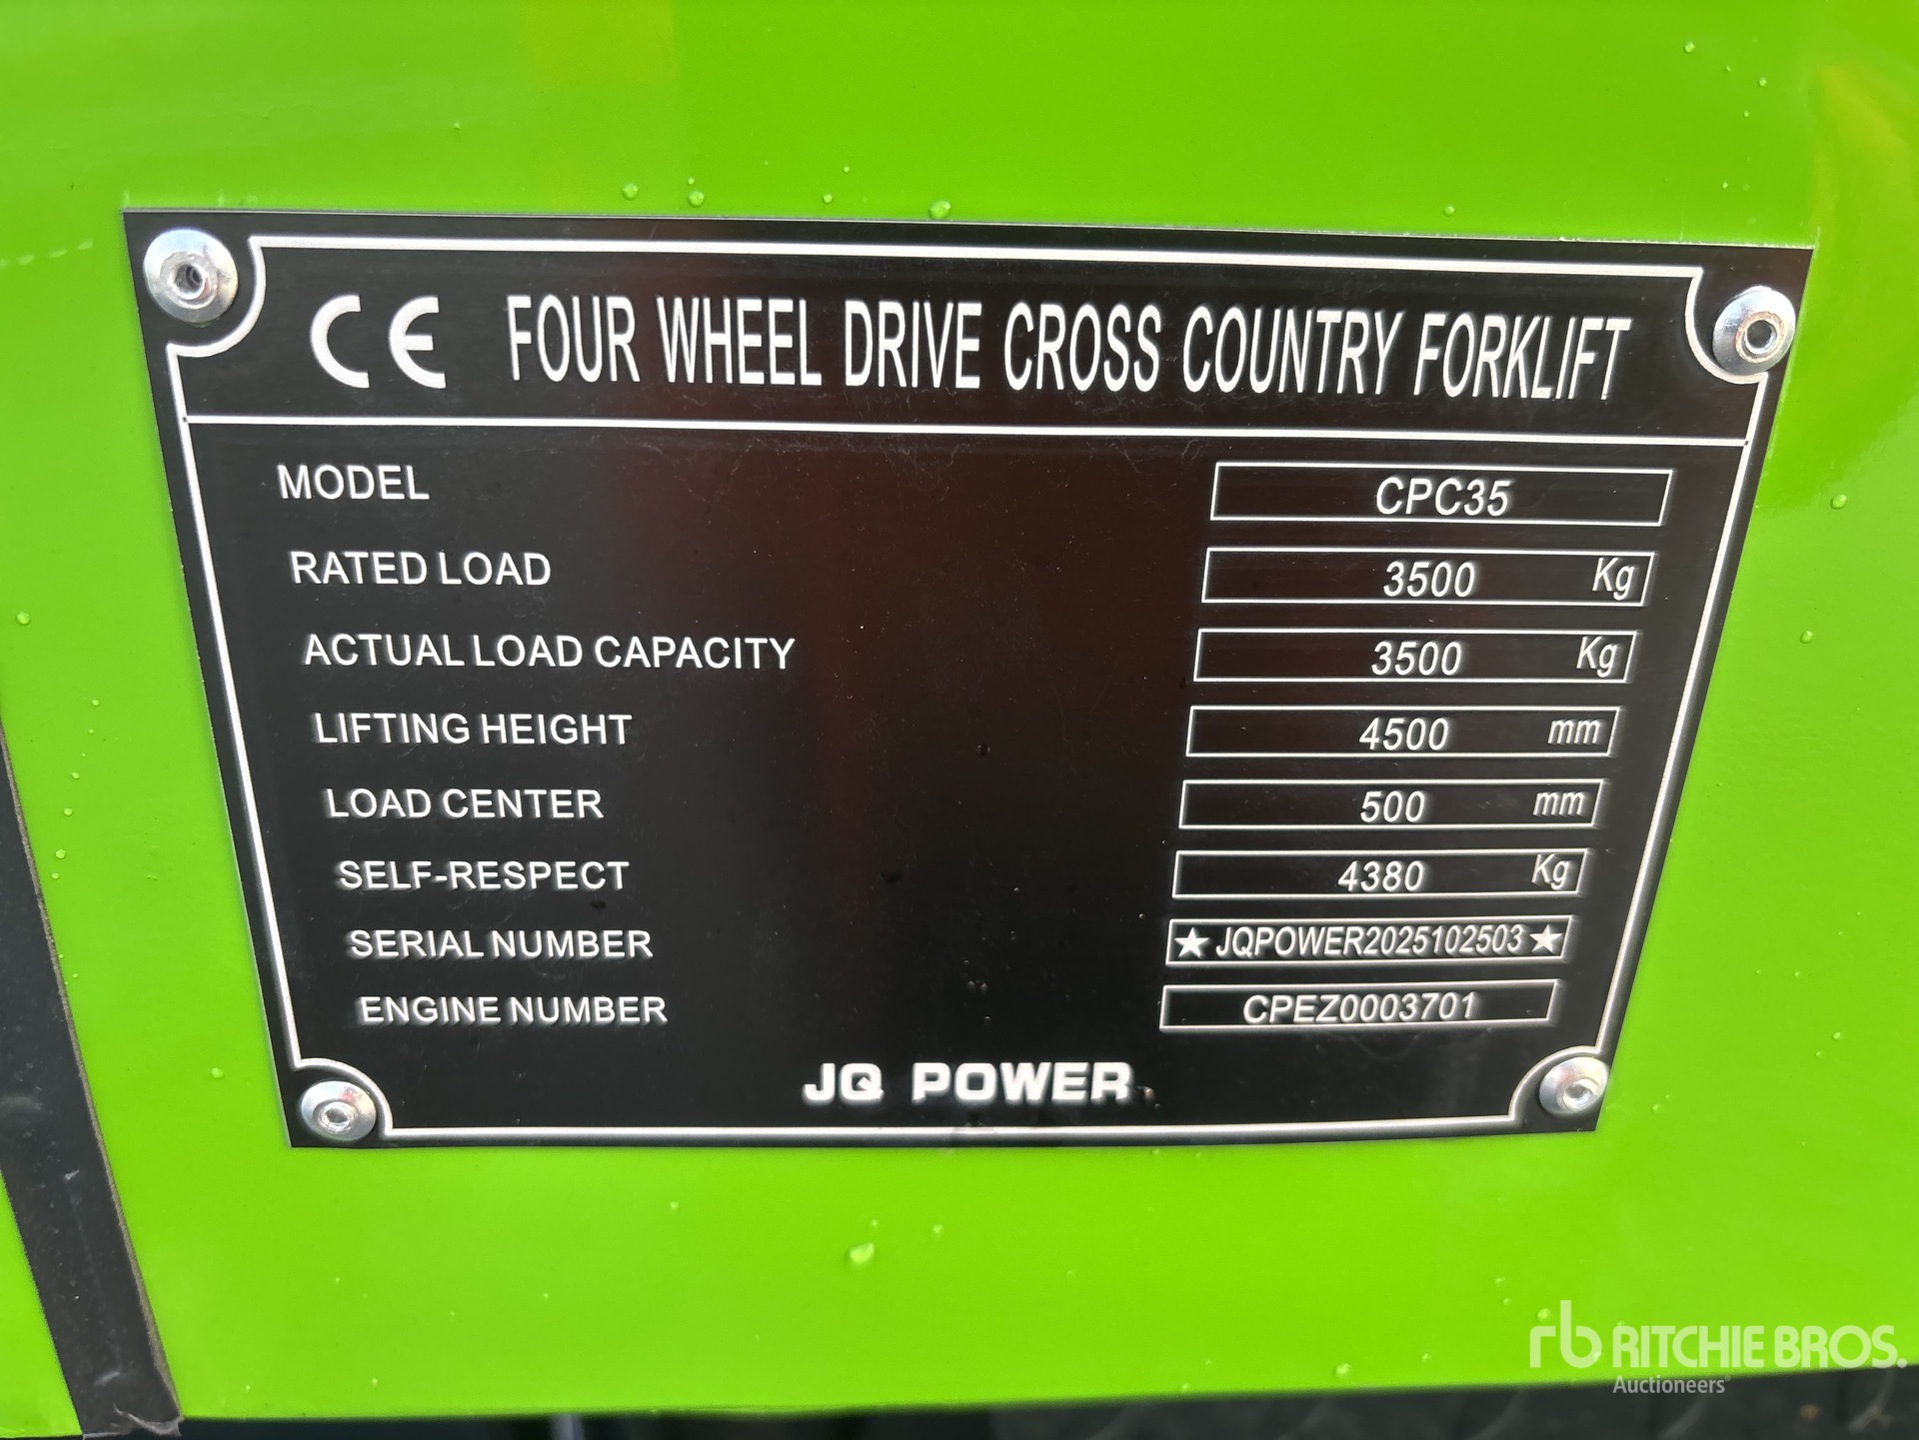 CE FOUR WHEEL DRIVE CROSS COUNTRY FORKLIFT
MODEL CPC35
RATED LOAD 3500 Kg
ACTUAL LOAD CAPACITY 3500 Kg
LIFTING HEIGHT 4500 mm
LOAD CENTER 500 mm
SELF-RESPECT 4380 Kg
SERIAL NUMBER ★JQPOWER2025102503★
ENGINE NUMBER CPEZ0003701
JQ POWER
rb RITCHIE BROS.
Auctioneers